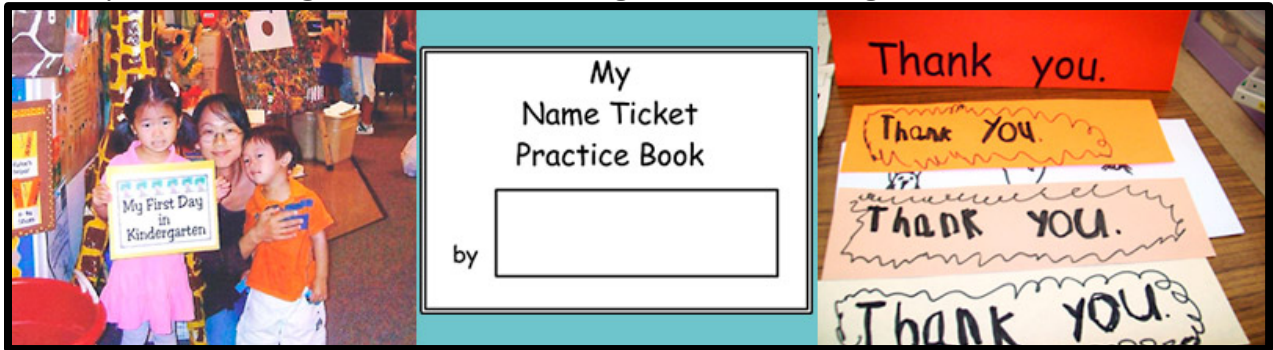 My First Day
in
Kindergarten
My
Name Ticket
Practice Book
by
Thank you.
Thank You.
Thank you.
Thank you.